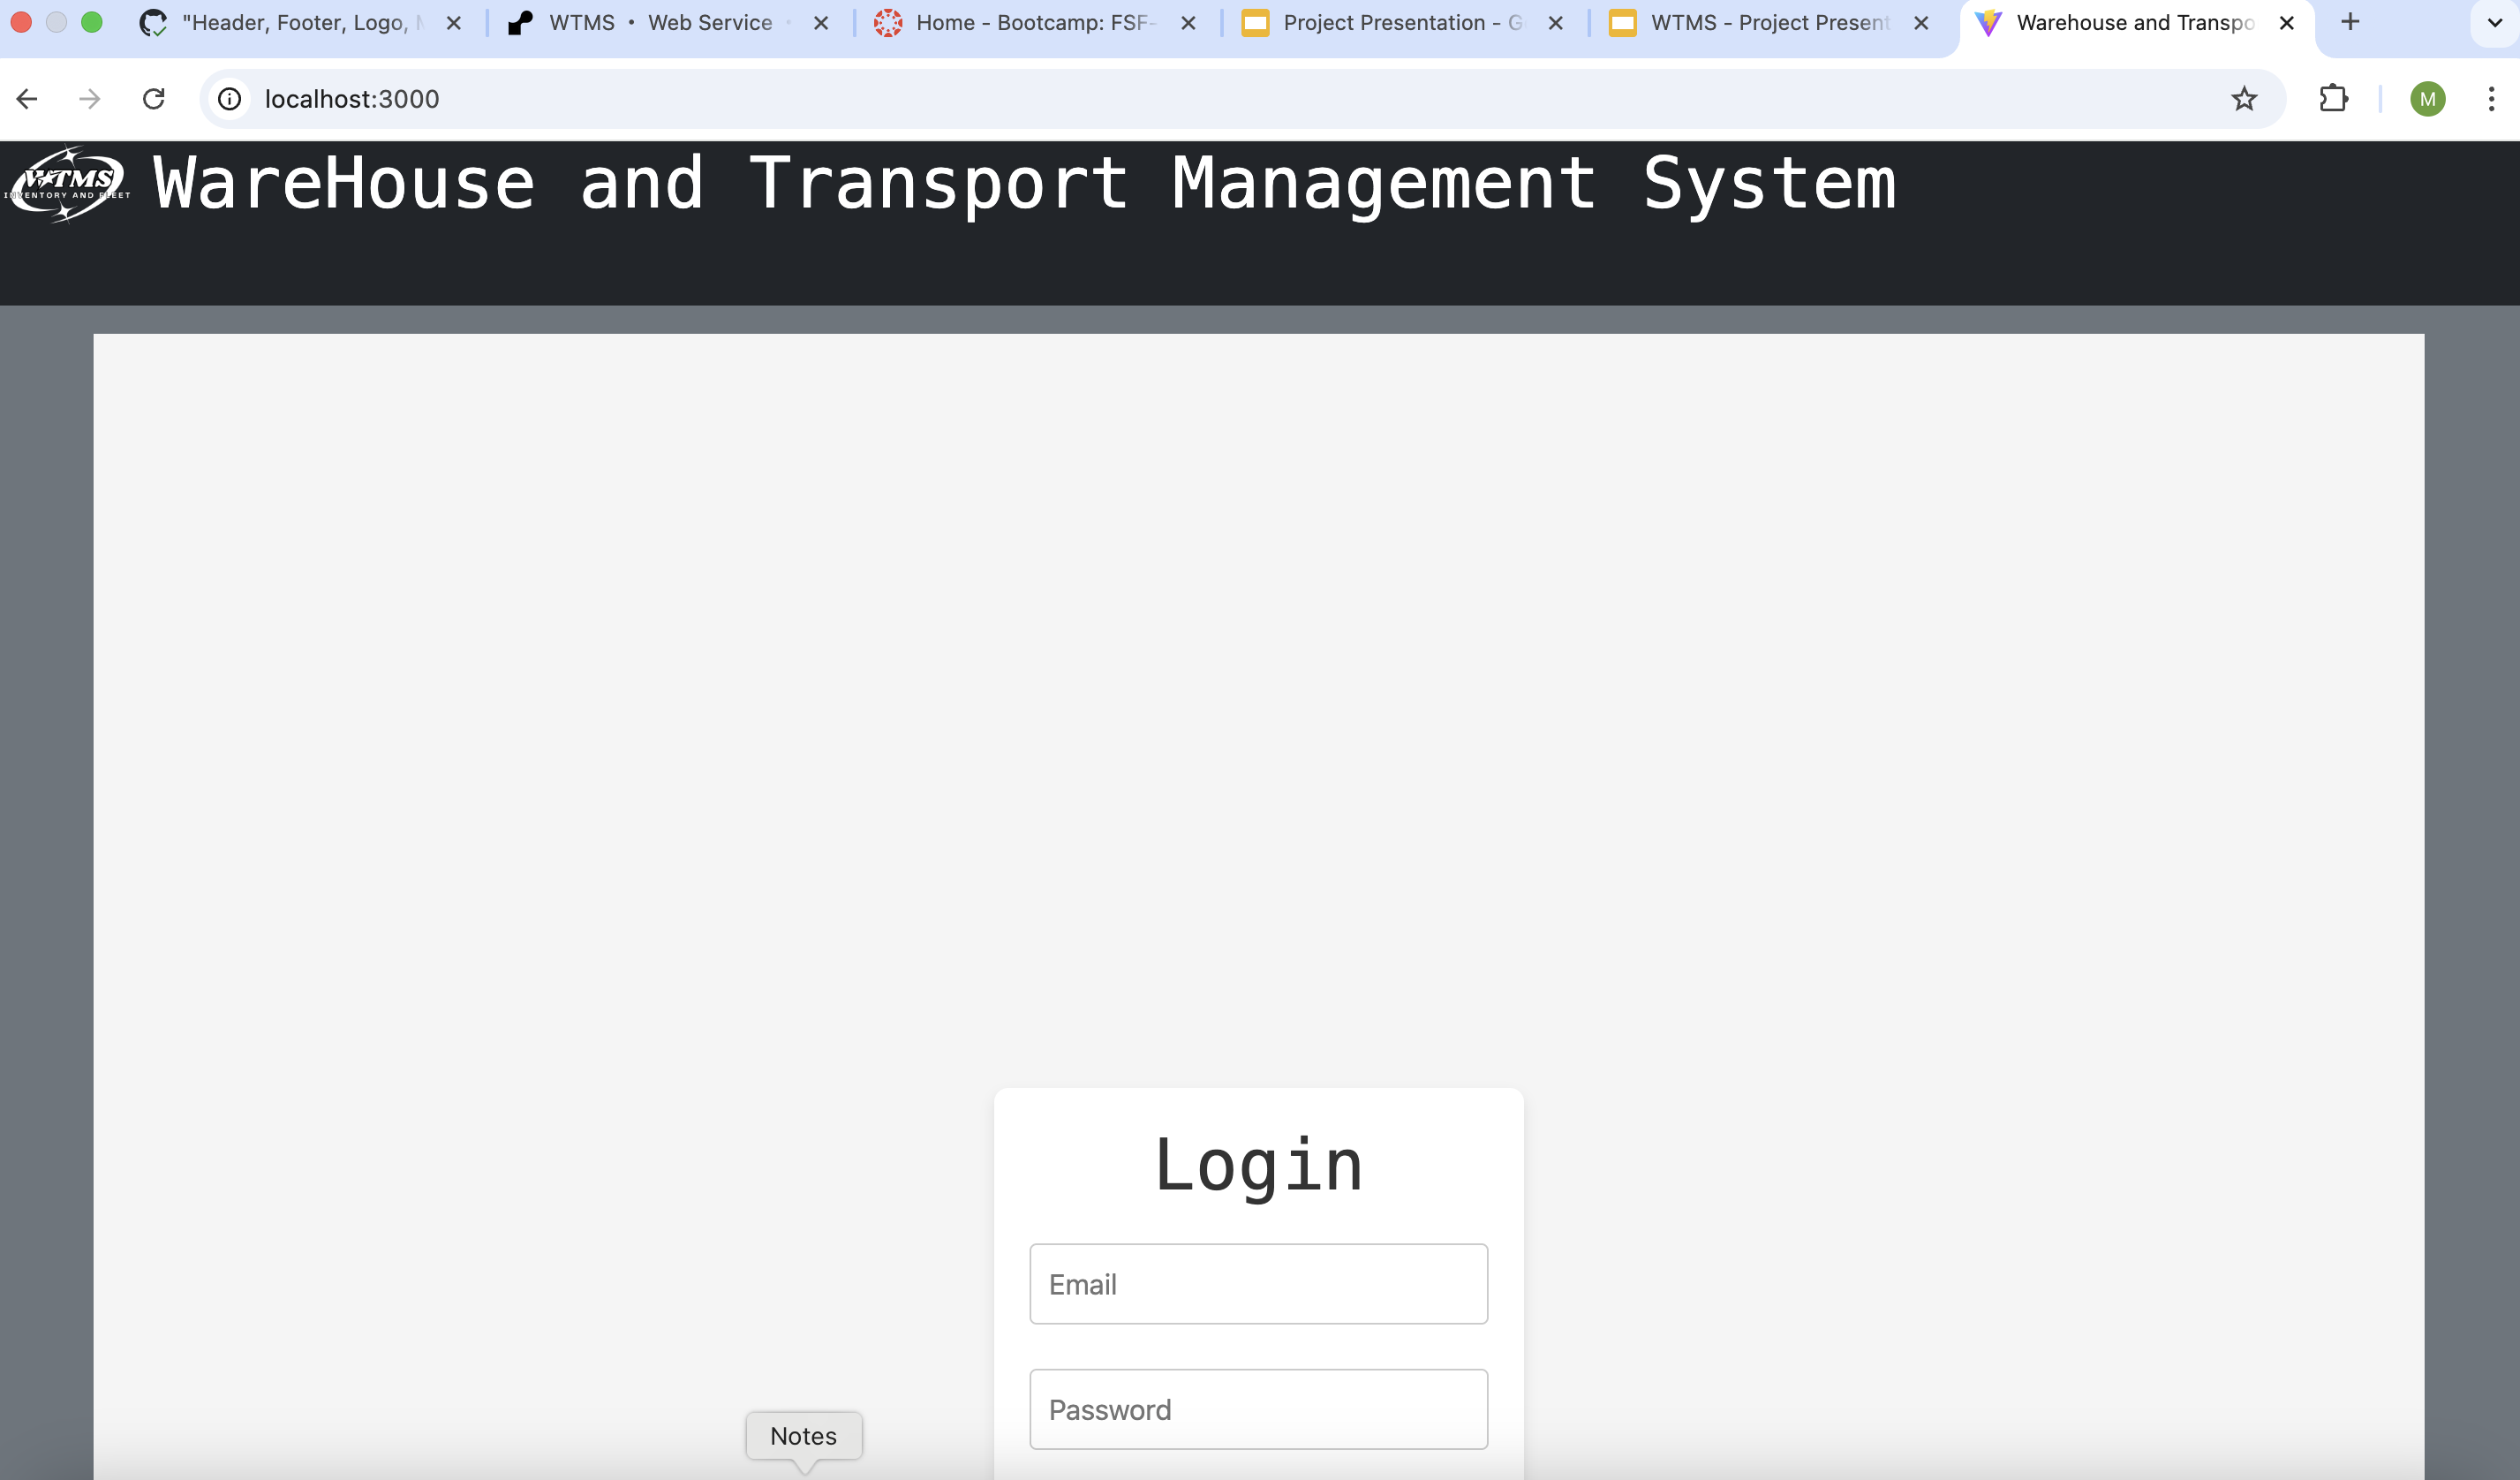 "Header, Footer, Logo,
WTMS • Web Service
Home - Bootcamp: FSF-
Project Presentation - G
WTMS - Project Present
Warehouse and Transpo
localhost:3000
M
WTMS
INVENTORY AND FLEET
WareHouse and Transport Management System
Login
Email
Password
Notes